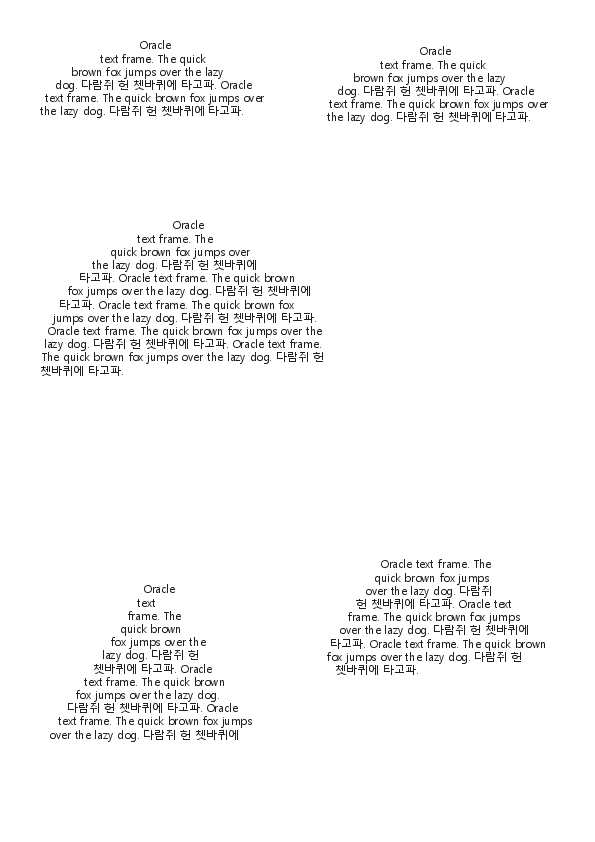 Oracle
text frame. The quick
brown fox jumps over the lazy
dog. 다람쥐 헌 쳇바퀴에 타고파. Oracle
text frame. The quick brown fox jumps over
the lazy dog. 다람쥐 헌 쳇바퀴에 타고파.
Oracle
text frame. The quick
brown fox jumps over the lazy
dog. 다람쥐 헌 쳇바퀴에 타고파. Oracle
text frame. The quick brown fox jumps over
the lazy dog. 다람쥐 헌 쳇바퀴에 타고파.
Oracle
text frame. The
quick brown fox jumps over
the lazy dog. 다람쥐 헌 쳇바퀴에
타고파. Oracle text frame. The quick brown
fox jumps over the lazy dog. 다람쥐 헌 쳇바퀴에
타고파. Oracle text frame. The quick brown fox
jumps over the lazy dog. 다람쥐 헌 쳇바퀴에 타고파.
Oracle text frame. The quick brown fox jumps over the
lazy dog. 다람쥐 헌 쳇바퀴에 타고파. Oracle text frame.
The quick brown fox jumps over the lazy dog. 다람쥐 헌
쳇바퀴에 타고파.
Oracle
text
frame. The
quick brown
fox jumps over the
lazy dog. 다람쥐 헌
쳇바퀴에 타고파. Oracle
text frame. The quick brown
fox jumps over the lazy dog.
다람쥐 헌 쳇바퀴에 타고파. Oracle
text frame. The quick brown fox jumps
over the lazy dog. 다람쥐 헌 쳇바퀴에
Oracle text frame. The
quick brown fox jumps
over the lazy dog. 다람쥐
헌 쳇바퀴에 타고파. Oracle text
frame. The quick brown fox jumps
over the lazy dog. 다람쥐 헌 쳇바퀴에
타고파. Oracle text frame. The quick brown
fox jumps over the lazy dog. 다람쥐 헌
쳇바퀴에 타고파.